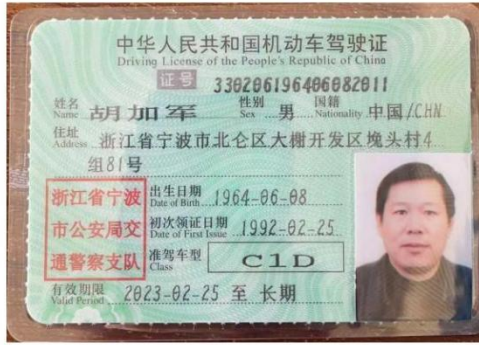 中华人民共和国机动车驾驶证
Driving License of the People's Republic of China
证号 330206196406082011
姓名 Name 胡加军 性别 Sex 男 国籍 Nationality 中国/CHN
住址 Address 浙江省宁波市北仑区大榭开发区堍头村4
组81号
浙江省宁波
市公安局交
通警察支队
出生日期 Date of Birth 1964-06-08
初次领证日期 Date of First Issue 1992-02-25
准驾车型 Class C1D
有效期限 Valid Period 2023-02-25 至 长期